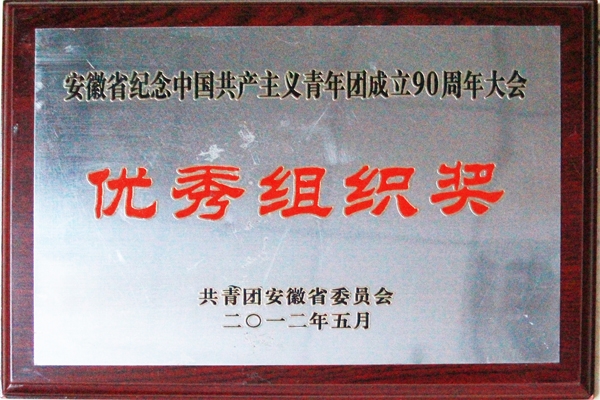 安徽省纪念中国共产主义青年团成立90周年大会
优秀组织奖
共青团安徽省委员会
二〇一二年五月